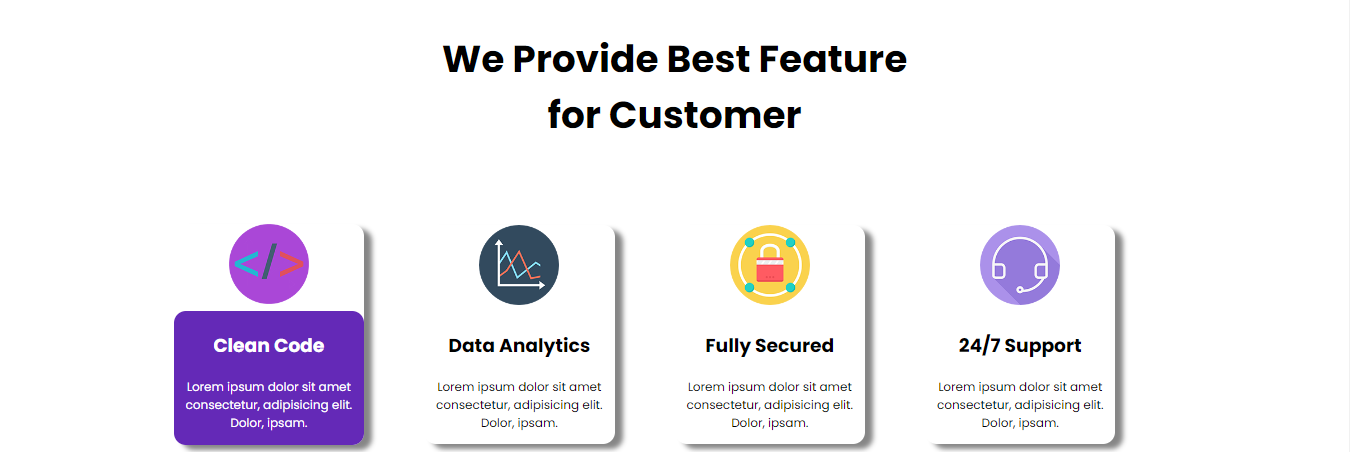 We Provide Best Feature
for Customer
</>
Clean Code
Lorem ipsum dolor sit amet
consectetur, adipisicing elit.
Dolor, ipsam.
Data Analytics
Lorem ipsum dolor sit amet
consectetur, adipisicing elit.
Dolor, ipsam.
Fully Secured
Lorem ipsum dolor sit amet
consectetur, adipisicing elit.
Dolor, ipsam.
24/7 Support
Lorem ipsum dolor sit amet
consectetur, adipisicing elit.
Dolor, ipsam.